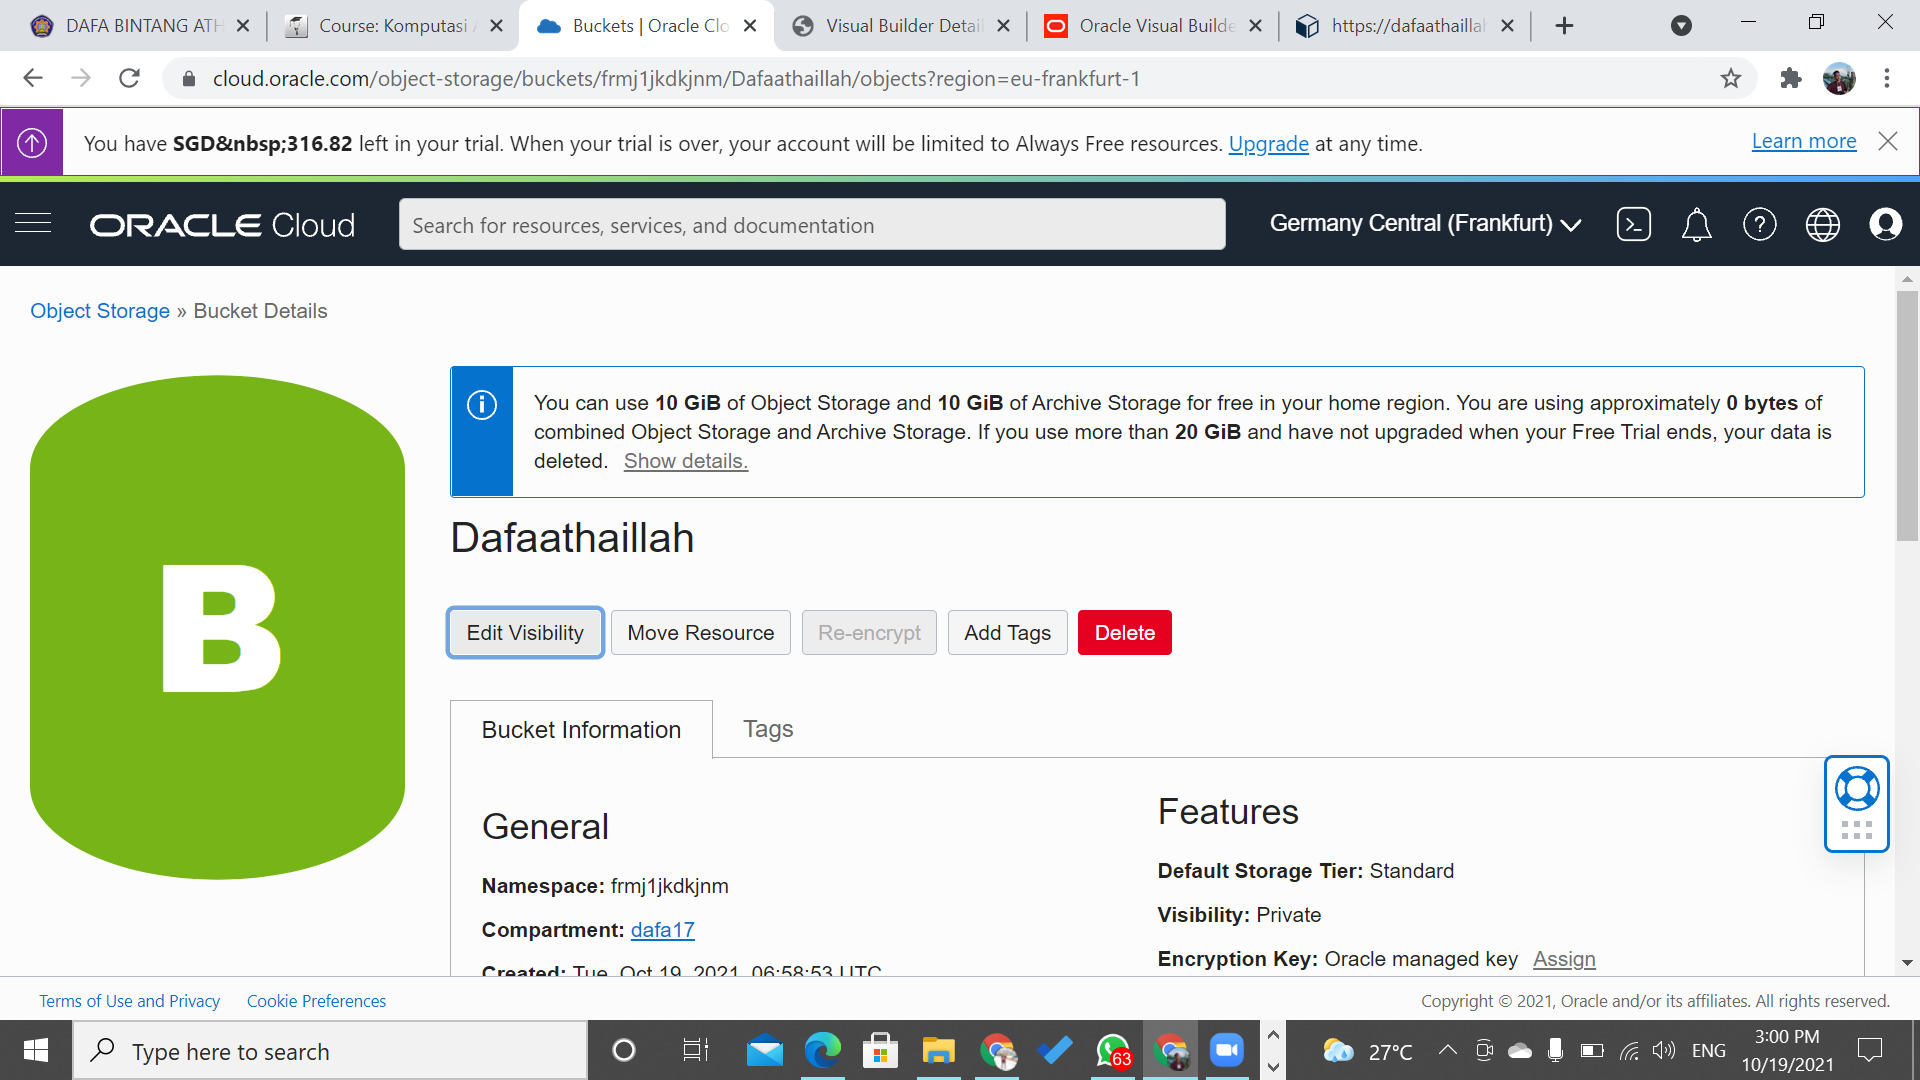 DAFA BINTANG ATH
Course: Komputasi A
Buckets | Oracle Clo
Visual Builder Detail
Oracle Visual Builde
https://dafaathaillah
cloud.oracle.com/object-storage/buckets/frmj1jkdkjnm/Dafaathaillah/objects?region=eu-frankfurt-1
You have SGD&nbsp;316.82 left in your trial. When your trial is over, your account will be limited to Always Free resources. Upgrade at any time.
Learn more
ORACLE Cloud
Search for resources, services, and documentation
Germany Central (Frankfurt)
Object Storage » Bucket Details
B
You can use 10 GiB of Object Storage and 10 GiB of Archive Storage for free in your home region. You are using approximately 0 bytes of
combined Object Storage and Archive Storage. If you use more than 20 GiB and have not upgraded when your Free Trial ends, your data is
deleted. Show details.
Dafaathaillah
Edit Visibility
Move Resource
Re-encrypt
Add Tags
Delete
Bucket Information
Tags
General
Namespace: frmj1jkdkjnm
Compartment: dafa17
Created: Tue, Oct 19, 2021, 06:58:53 UTC
Features
Default Storage Tier: Standard
Visibility: Private
Encryption Key: Oracle managed key Assign
Terms of Use and Privacy
Cookie Preferences
Copyright © 2021, Oracle and/or its affiliates. All rights reserved.
Type here to search
63
27°C
ENG
3:00 PM
10/19/2021